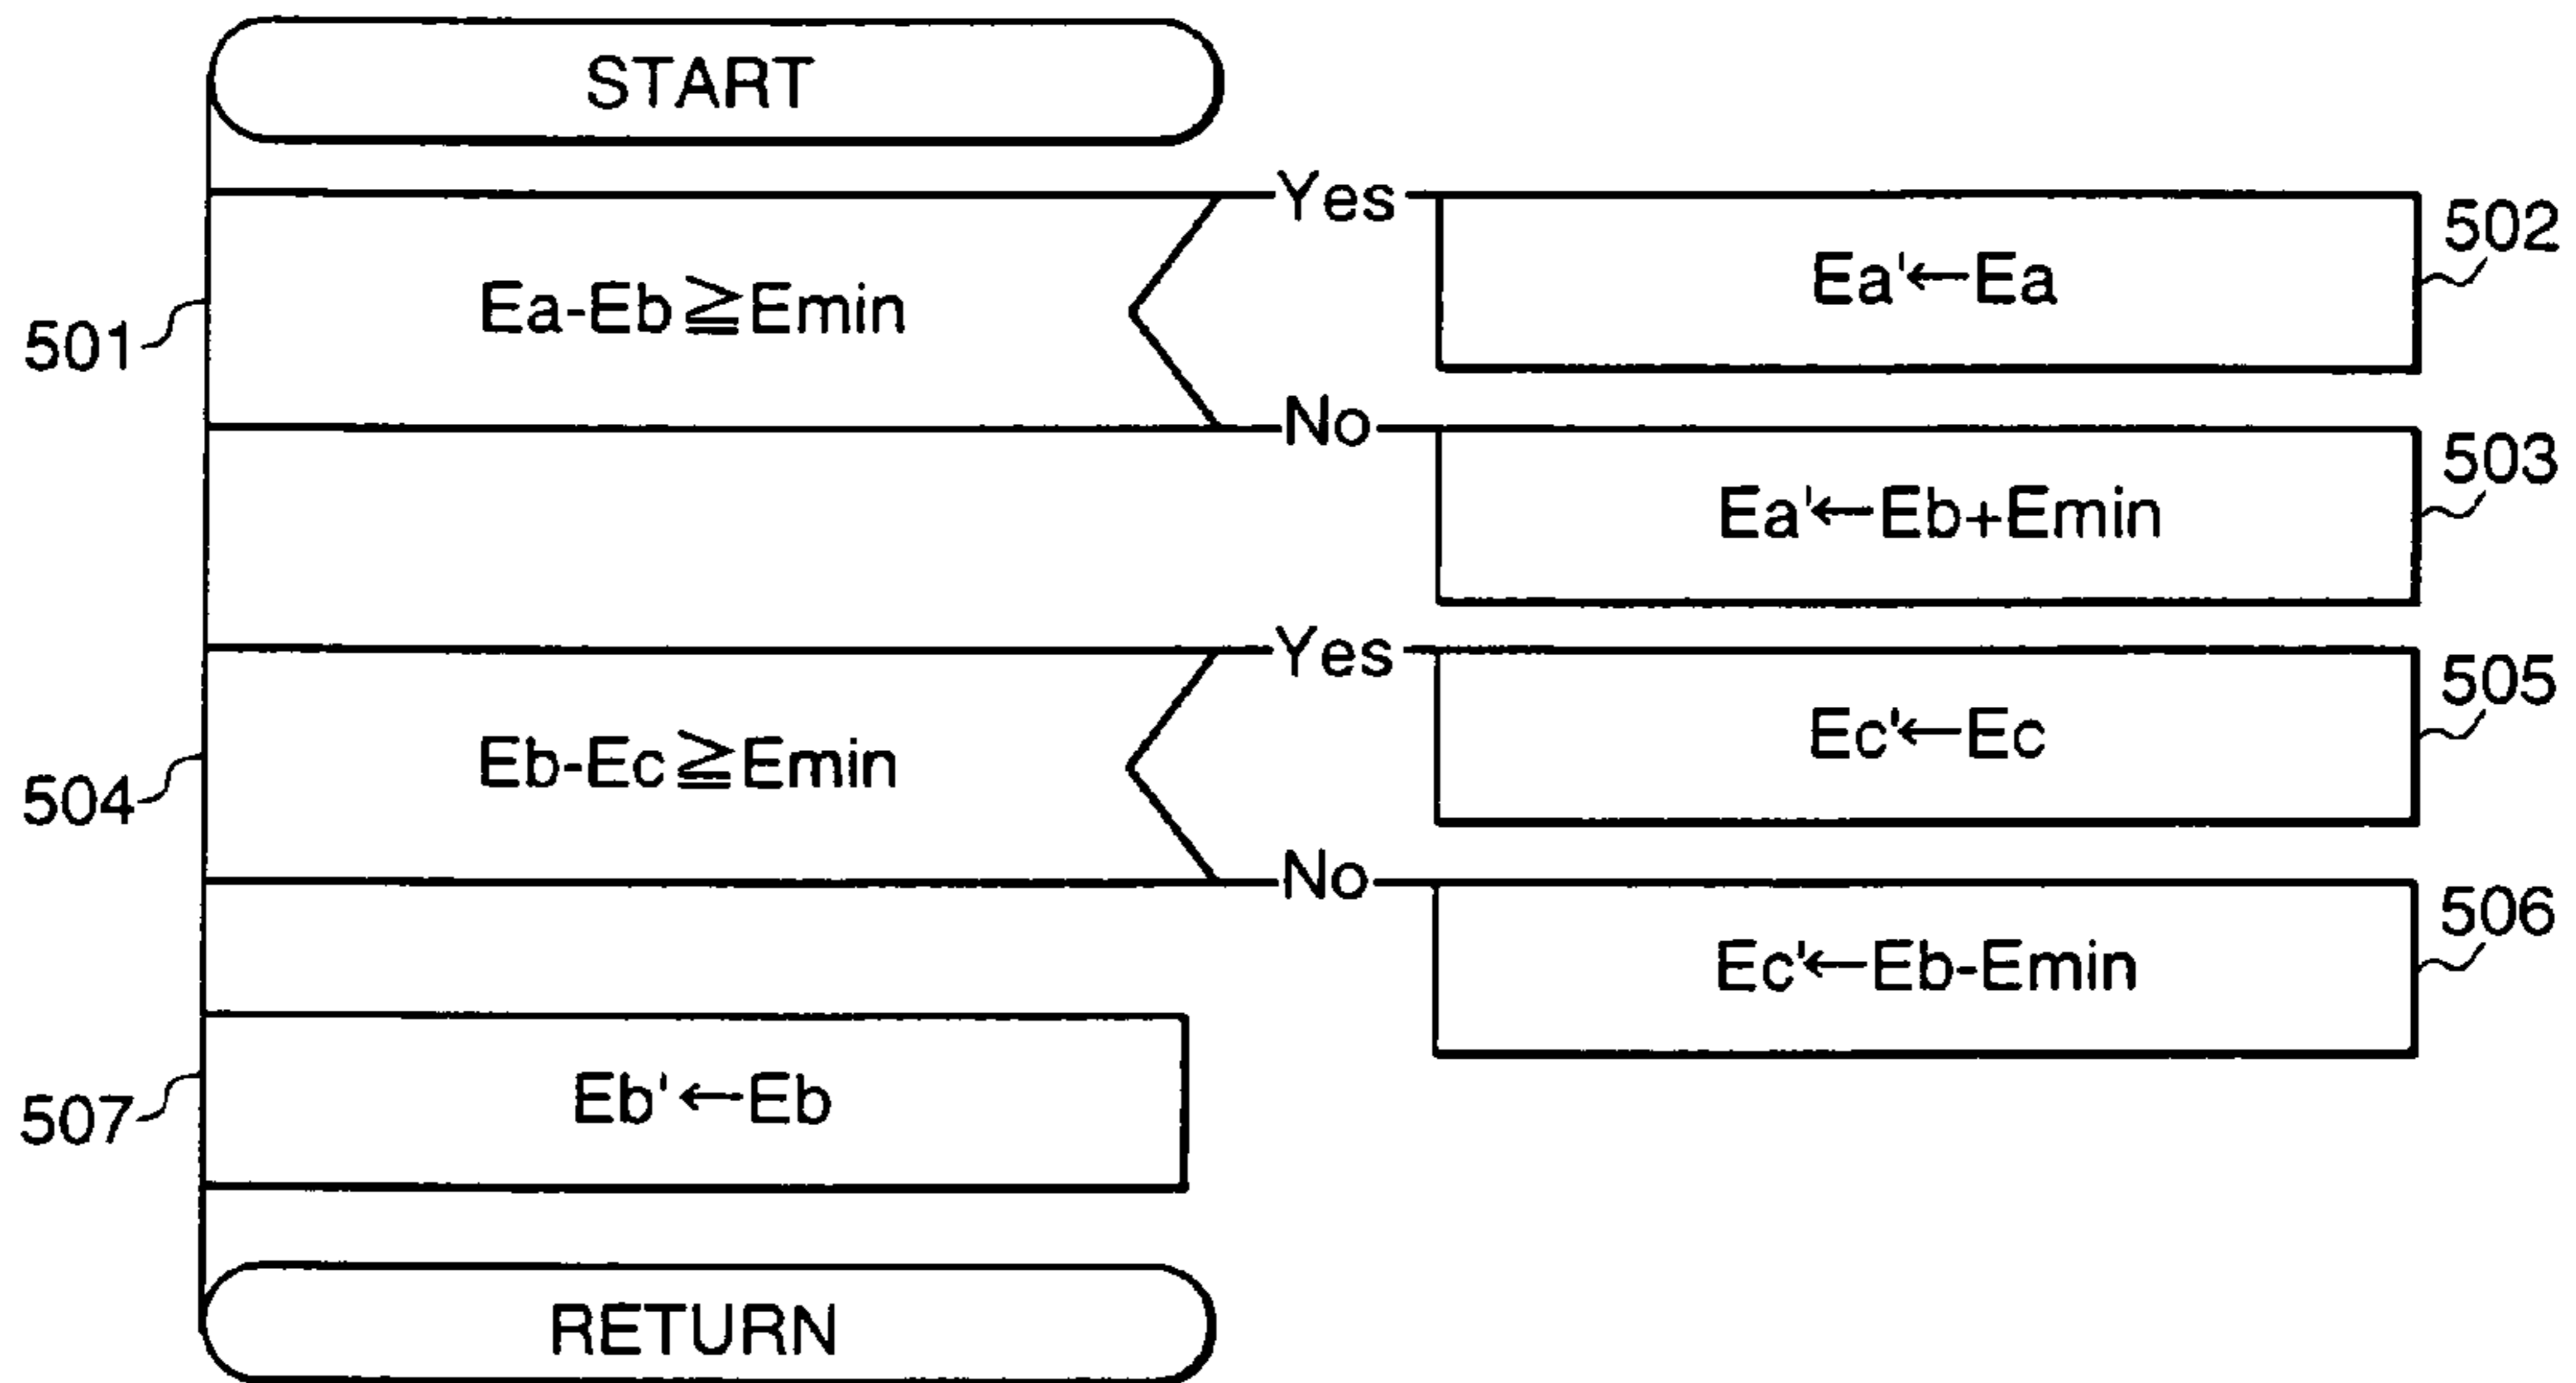 START
Yes
502
Ea'←Ea
501
Ea-Eb≧Emin
No
503
Ea'←Eb+Emin
Yes
505
Ec'←Ec
504
Eb-Ec≧Emin
No
506
Ec'←Eb-Emin
507
Eb'←Eb
RETURN